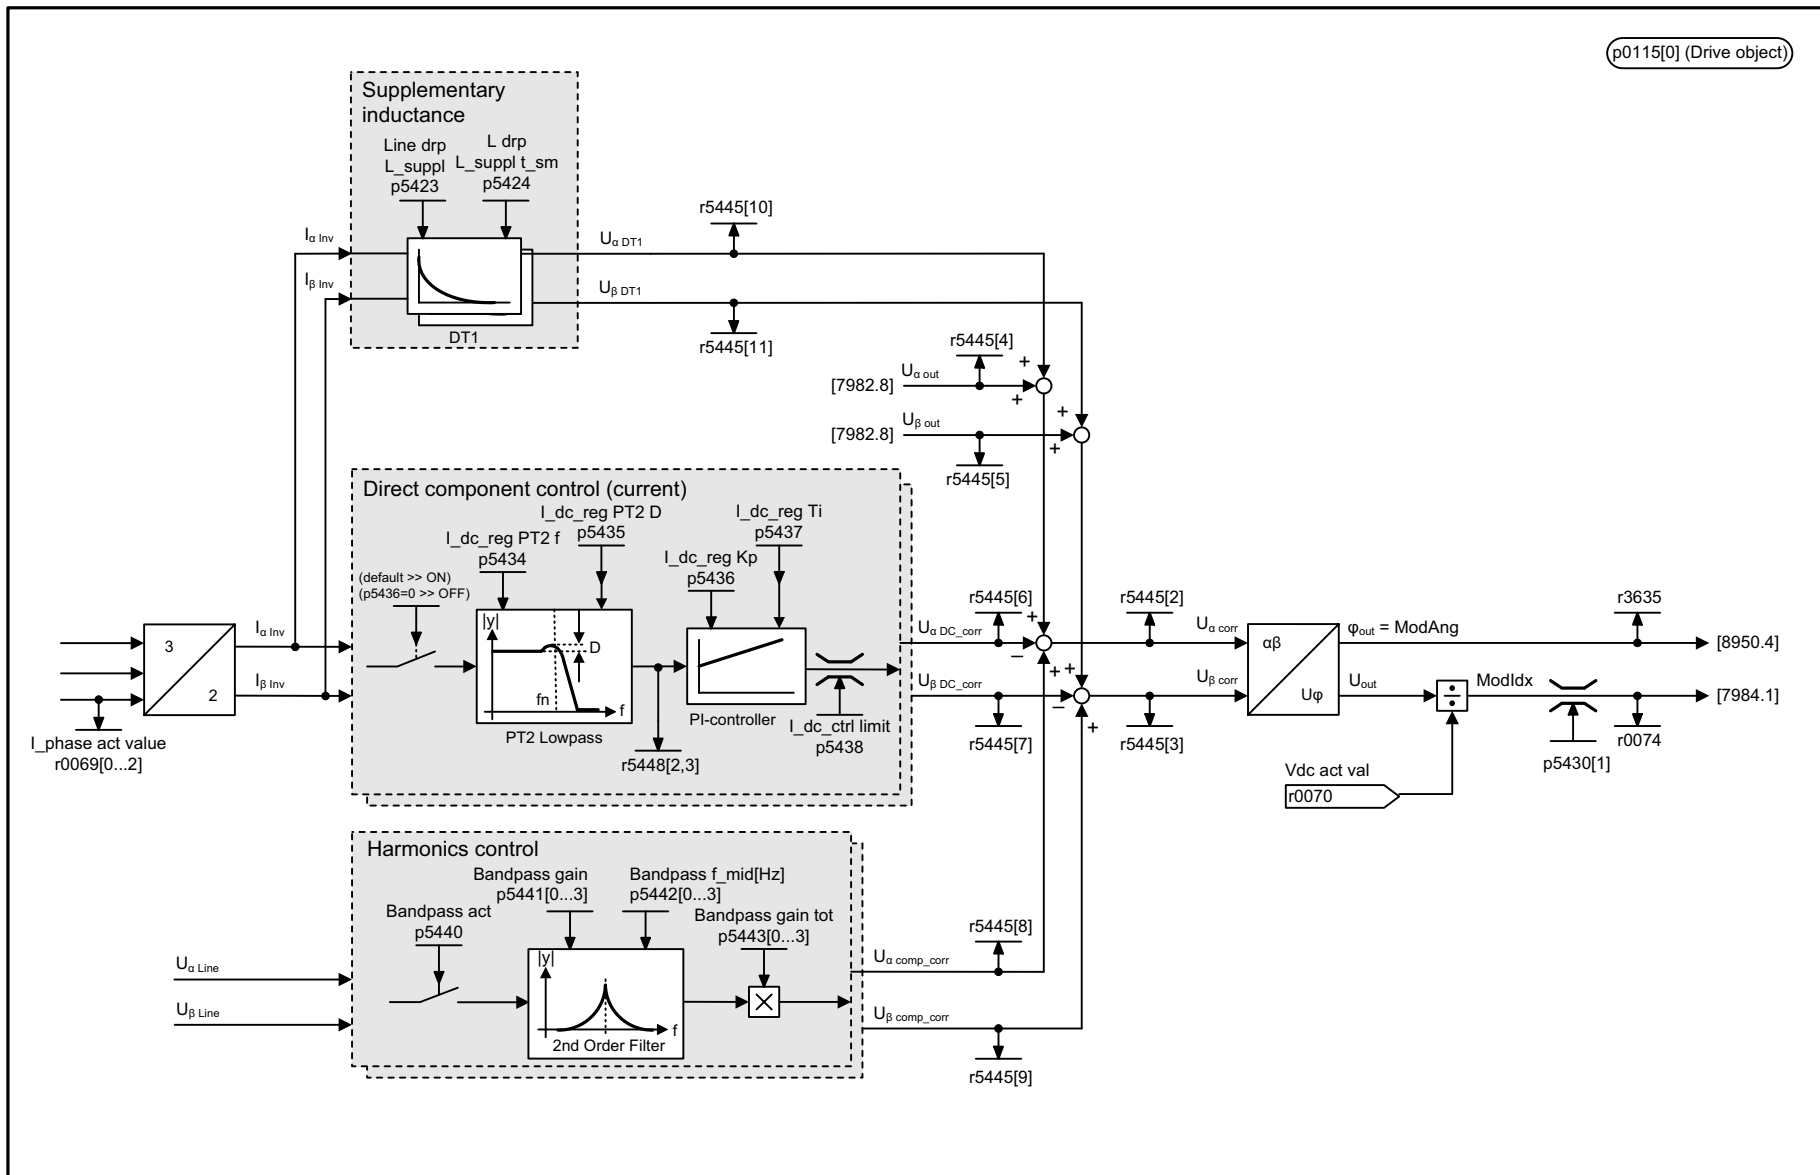 p0115[0] (Drive object)
Supplementary
inductance
Line drp
L_suppl
p5423
L drp
L_suppl t_sm
p5424
r5445[10]
Iα Inv
Uα DT1
Iβ Inv
Uβ DT1
DT1
r5445[11]
r5445[4]
+
[7982.8]
Uα out
+
+
[7982.8]
Uβ out
+
r5445[5]
Direct component control (current)
I_dc_reg PT2 D
p5435
I_dc_reg Ti
p5437
I_dc_reg PT2 f
p5434
I_dc_reg Kp
p5436
(default >> ON)
(p5436=0 >> OFF)
|y|
D
fn
f
PT2 Lowpass
PI-controller
I_dc_ctrl limit
p5438
r5448[2,3]
3
2
Iα Inv
Iβ Inv
I_phase act value
r0069[0...2]
r5445[6]
+
r5445[2]
r3635
Uα DC_corr
–
Uα corr
αβ
φout = ModAng
[8950.4]
+
+
Uβ DC_corr
–
Uβ corr
Uφ
Uout
÷
ModIdx
[7984.1]
+
r5445[7]
r5445[3]
r0074
p5430[1]
Vdc act val
r0070
Harmonics control
Bandpass gain
p5441[0...3]
Bandpass f_mid[Hz]
p5442[0...3]
Bandpass act
p5440
Bandpass gain tot
p5443[0...3]
r5445[8]
|y|
Uα Line
Uα comp_corr
×
Uβ Line
f
Uβ comp_corr
2nd Order Filter
r5445[9]